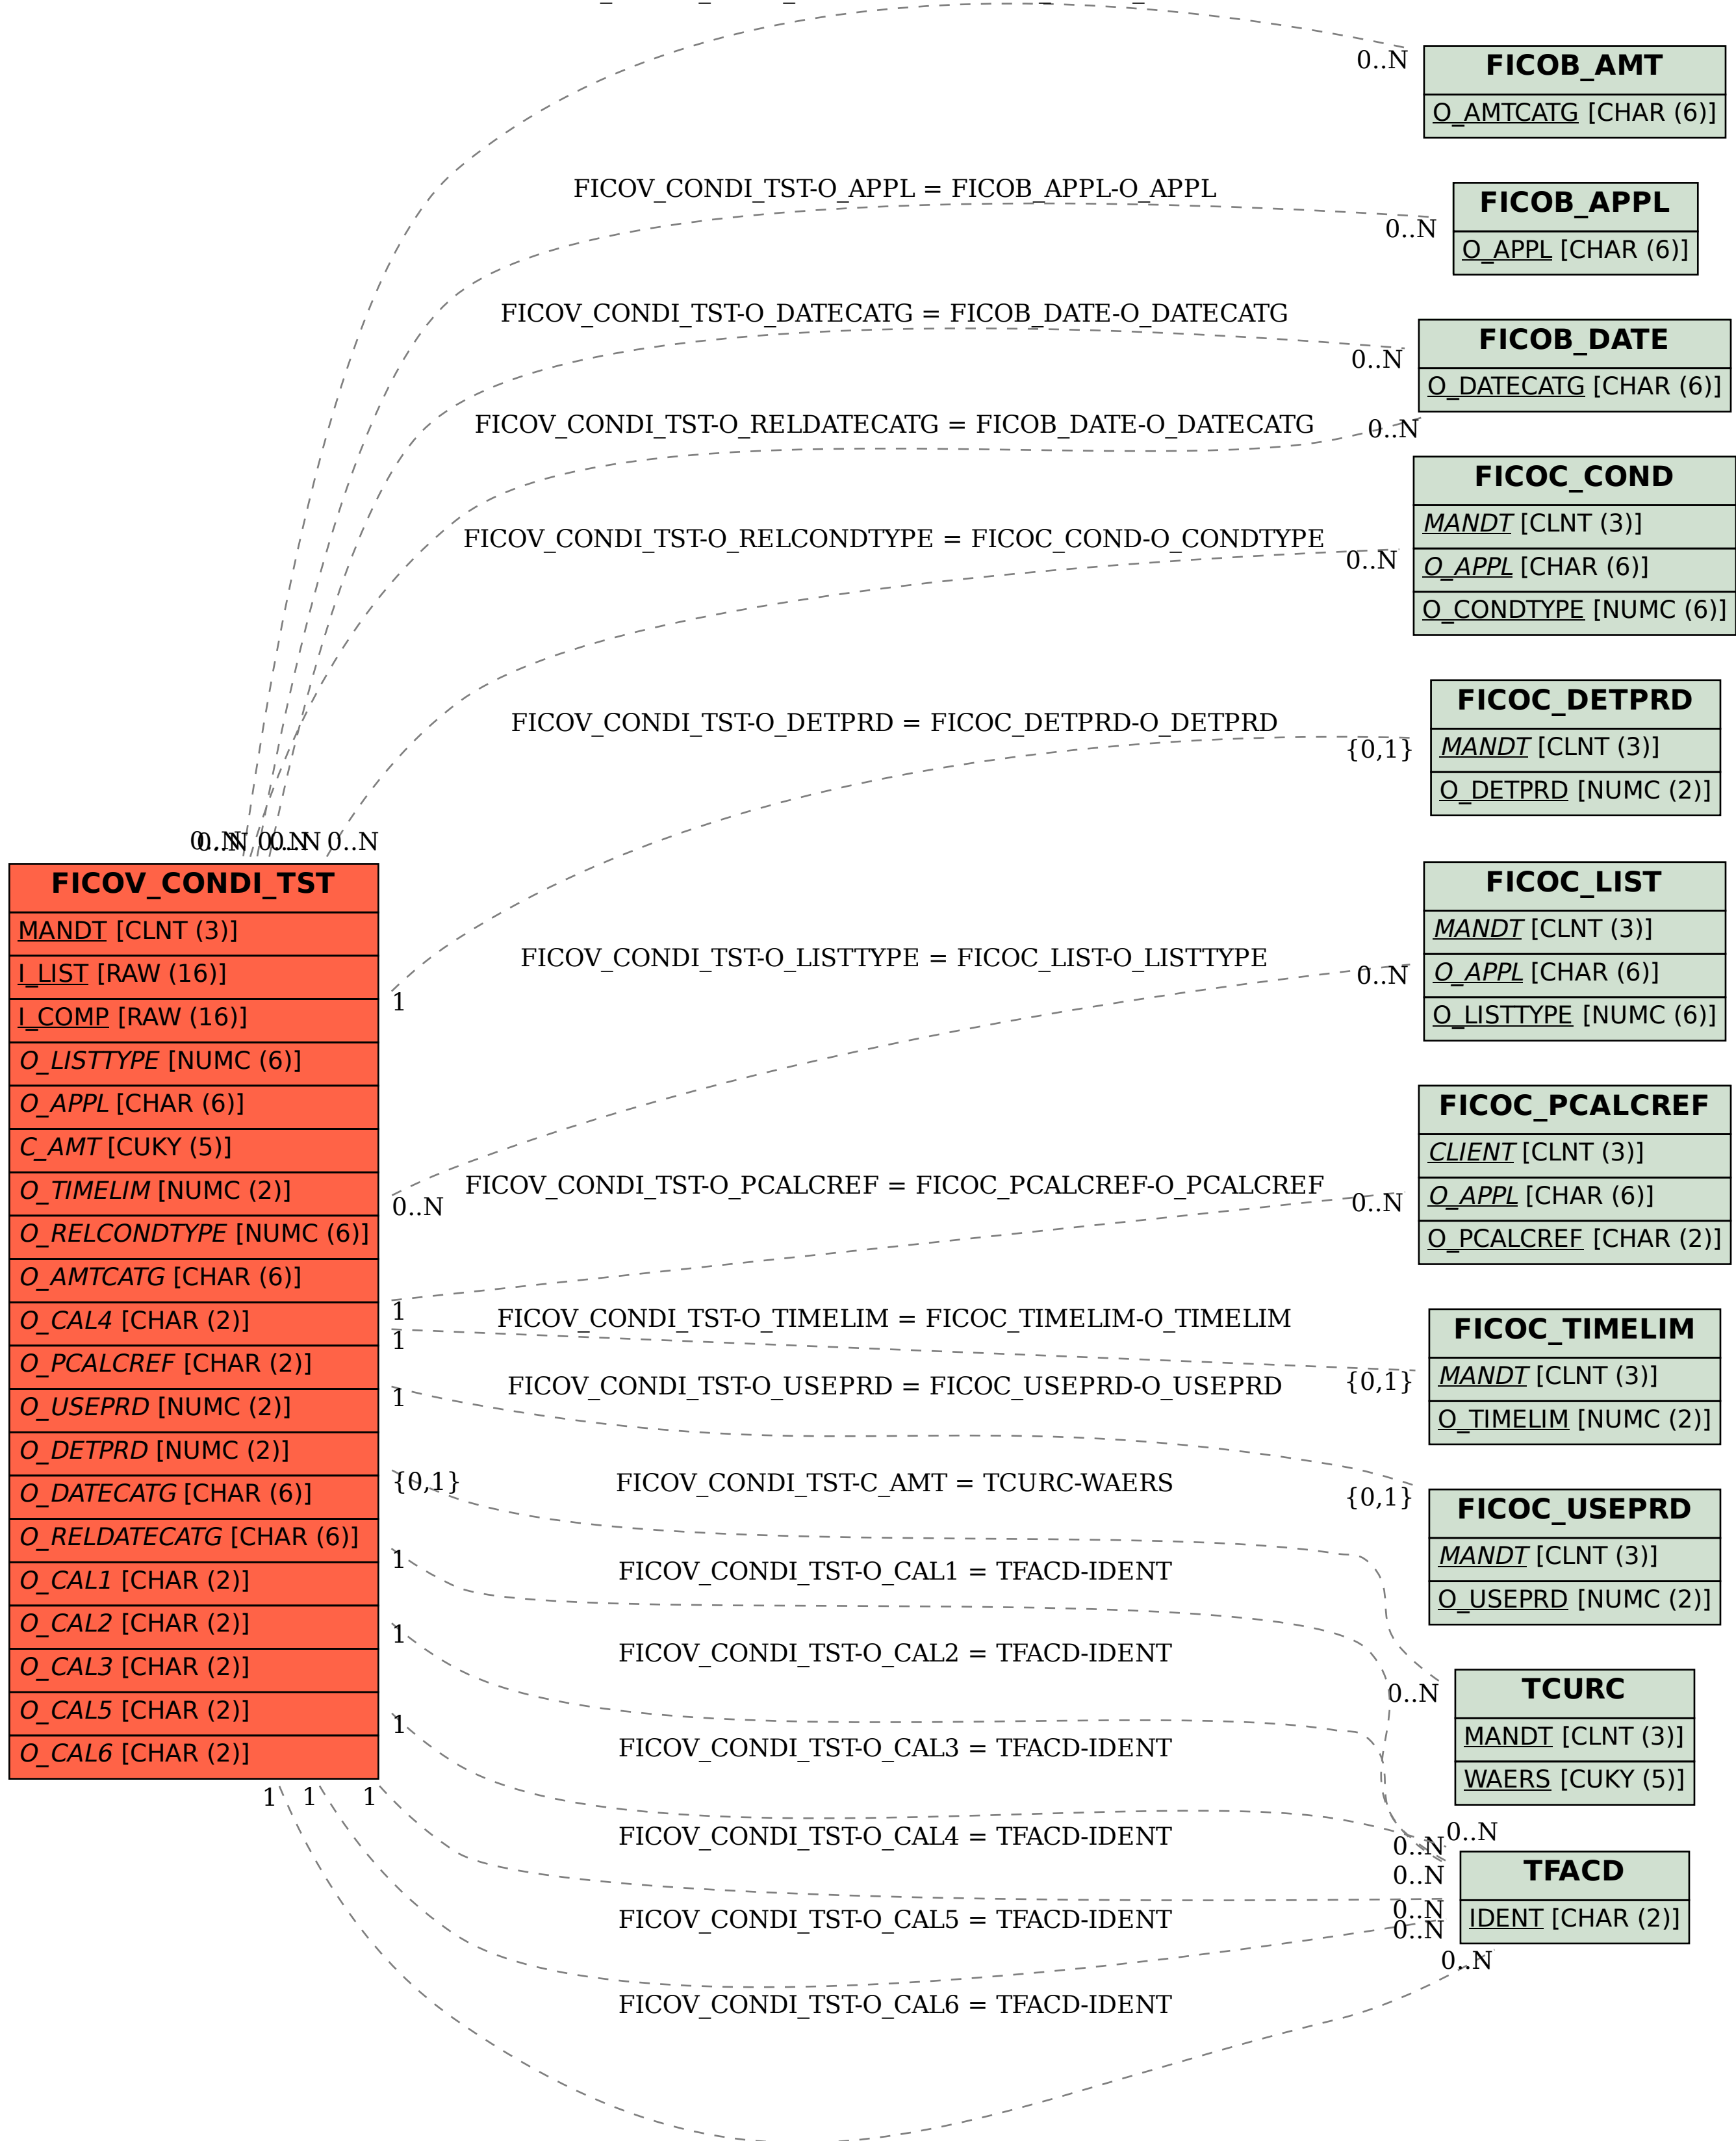 0..N
FICOB_AMT
O_AMTCATG [CHAR (6)]
FICOV_CONDI_TST-O_APPL = FICOB_APPL-O_APPL
0..N
FICOB_APPL
O_APPL [CHAR (6)]
FICOV_CONDI_TST-O_DATECATG = FICOB_DATE-O_DATECATG
0..N
FICOB_DATE
O_DATECATG [CHAR (6)]
FICOV_CONDI_TST-O_RELDATECATG = FICOB_DATE-O_DATECATG
0..N
FICOC_COND
MANDT [CLNT (3)]
O_APPL [CHAR (6)]
O_CONDTYPE [NUMC (6)]
FICOV_CONDI_TST-O_RELCONDTYPE = FICOC_COND-O_CONDTYPE
0..N
FICOV_CONDI_TST-O_DETPRD = FICOC_DETPRD-O_DETPRD
{0,1}
FICOC_DETPRD
MANDT [CLNT (3)]
O_DETPRD [NUMC (2)]
0..N
0..N
0..N
0..N
0..N
FICOV_CONDI_TST
MANDT [CLNT (3)]
I_LIST [RAW (16)]
I_COMP [RAW (16)]
O_LISTTYPE [NUMC (6)]
O_APPL [CHAR (6)]
C_AMT [CUKY (5)]
O_TIMELIM [NUMC (2)]
O_RELCONDTYPE [NUMC (6)]
O_AMTCATG [CHAR (6)]
O_CAL4 [CHAR (2)]
O_PCALCREF [CHAR (2)]
O_USEPRD [NUMC (2)]
O_DETPRD [NUMC (2)]
O_DATECATG [CHAR (6)]
O_RELDATECATG [CHAR (6)]
O_CAL1 [CHAR (2)]
O_CAL2 [CHAR (2)]
O_CAL3 [CHAR (2)]
O_CAL5 [CHAR (2)]
O_CAL6 [CHAR (2)]
1
FICOV_CONDI_TST-O_LISTTYPE = FICOC_LIST-O_LISTTYPE
0..N
0..N
FICOC_LIST
MANDT [CLNT (3)]
O_APPL [CHAR (6)]
O_LISTTYPE [NUMC (6)]
FICOV_CONDI_TST-O_PCALCREF = FICOC_PCALCREF-O_PCALCREF
0..N
1
FICOC_PCALCREF
CLIENT [CLNT (3)]
O_APPL [CHAR (6)]
O_PCALCREF [CHAR (2)]
FICOV_CONDI_TST-O_TIMELIM = FICOC_TIMELIM-O_TIMELIM
1
{0,1}
FICOC_TIMELIM
MANDT [CLNT (3)]
O_TIMELIM [NUMC (2)]
FICOV_CONDI_TST-O_USEPRD = FICOC_USEPRD-O_USEPRD
1
{0,1}
FICOC_USEPRD
MANDT [CLNT (3)]
O_USEPRD [NUMC (2)]
{0,1}
FICOV_CONDI_TST-C_AMT = TCURC-WAERS
0..N
TCURC
MANDT [CLNT (3)]
WAERS [CUKY (5)]
1
FICOV_CONDI_TST-O_CAL1 = TFACD-IDENT
1
FICOV_CONDI_TST-O_CAL2 = TFACD-IDENT
1
FICOV_CONDI_TST-O_CAL3 = TFACD-IDENT
1
1
1
FICOV_CONDI_TST-O_CAL4 = TFACD-IDENT
FICOV_CONDI_TST-O_CAL5 = TFACD-IDENT
FICOV_CONDI_TST-O_CAL6 = TFACD-IDENT
0..N
0..N
0..N
0..N
0..N
0..N
TFACD
IDENT [CHAR (2)]